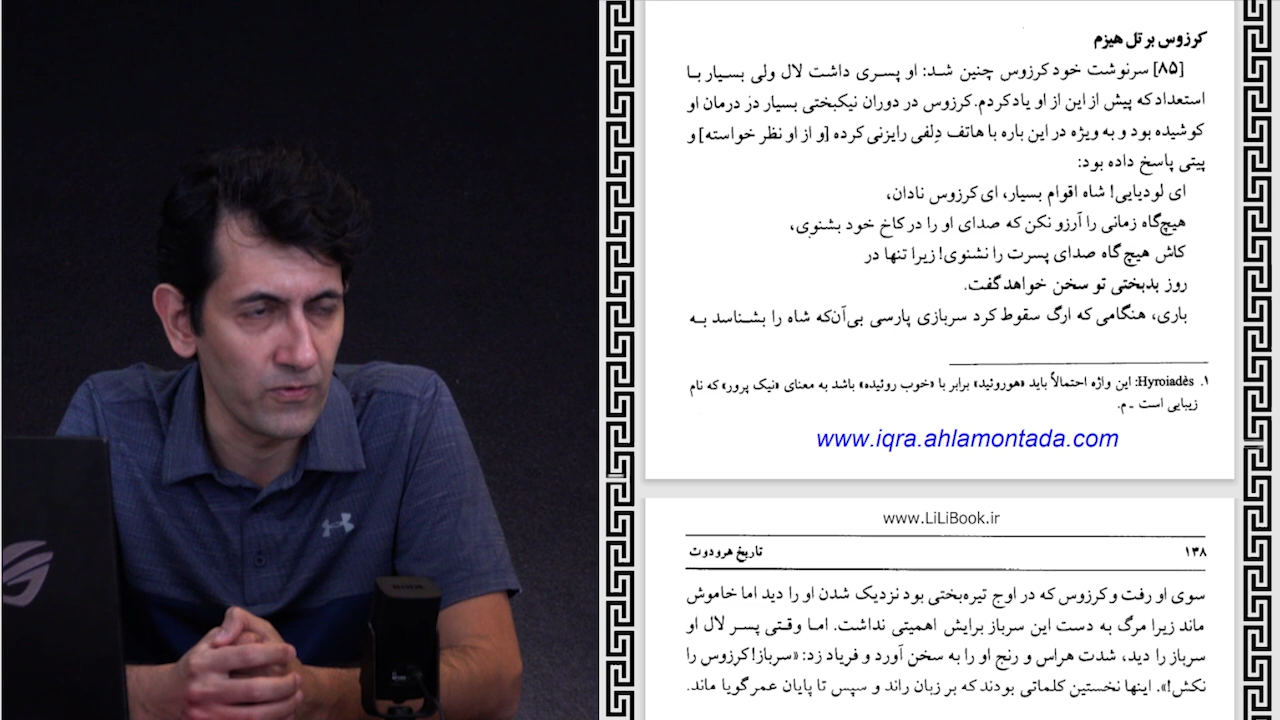 کرزوس بر تل هیزم
[۸۵] سرنوشت خود کرزوس چنین شد: او پسری داشت لال ولی بسیار با
استعداد که پیش از این از او یاد کردم. کرزوس در دوران نیکبختی بسیار در درمان او
کوشیده بود و به ویژه در این باره با هاتف دِلفی رایزنی کرده [و از او نظر خواسته] و
پیتی پاسخ داده بود:
ای لودیایی! شاه اقوام بسیار، ای کرزوس نادان،
هیچ‌گاه زمانی را آرزو نکن که صدای او را در کاخ خود بشنوی،
کاش هیچ‌گاه صدای پسرت را نشنوی! زیرا تنها در
روز بدبختی تو سخن خواهد گفت.
باری، هنگامی که ارگ سقوط کرد سربازی پارسی بی‌آن‌که شاه را بشناسد به
۱. Hyroiadès: این واژه احتمالاً باید «هوروئید» برابر با «خوب روئیده» باشد به معنای «نیک پرور» که نام
زیبایی است ـ م.
www.iqra.ahlamontada.com
www.LiLiBook.ir
۱۳۸ تاریخ هرودوت
سوی او رفت و کرزوس که در اوج تیره‌بختی بود نزدیک شدن او را دید اما خاموش
ماند زیرا مرگ به دست این سرباز برایش اهمیتی نداشت. اما وقتی پسر لال او
سرباز را دید، شدت هراس و رنج او را به سخن آورد و فریاد زد: «سرباز! کرزوس را
نکش!». اینها نخستین کلماتی بودند که بر زبان راند و سپس تا پایان عمر گویا ماند.